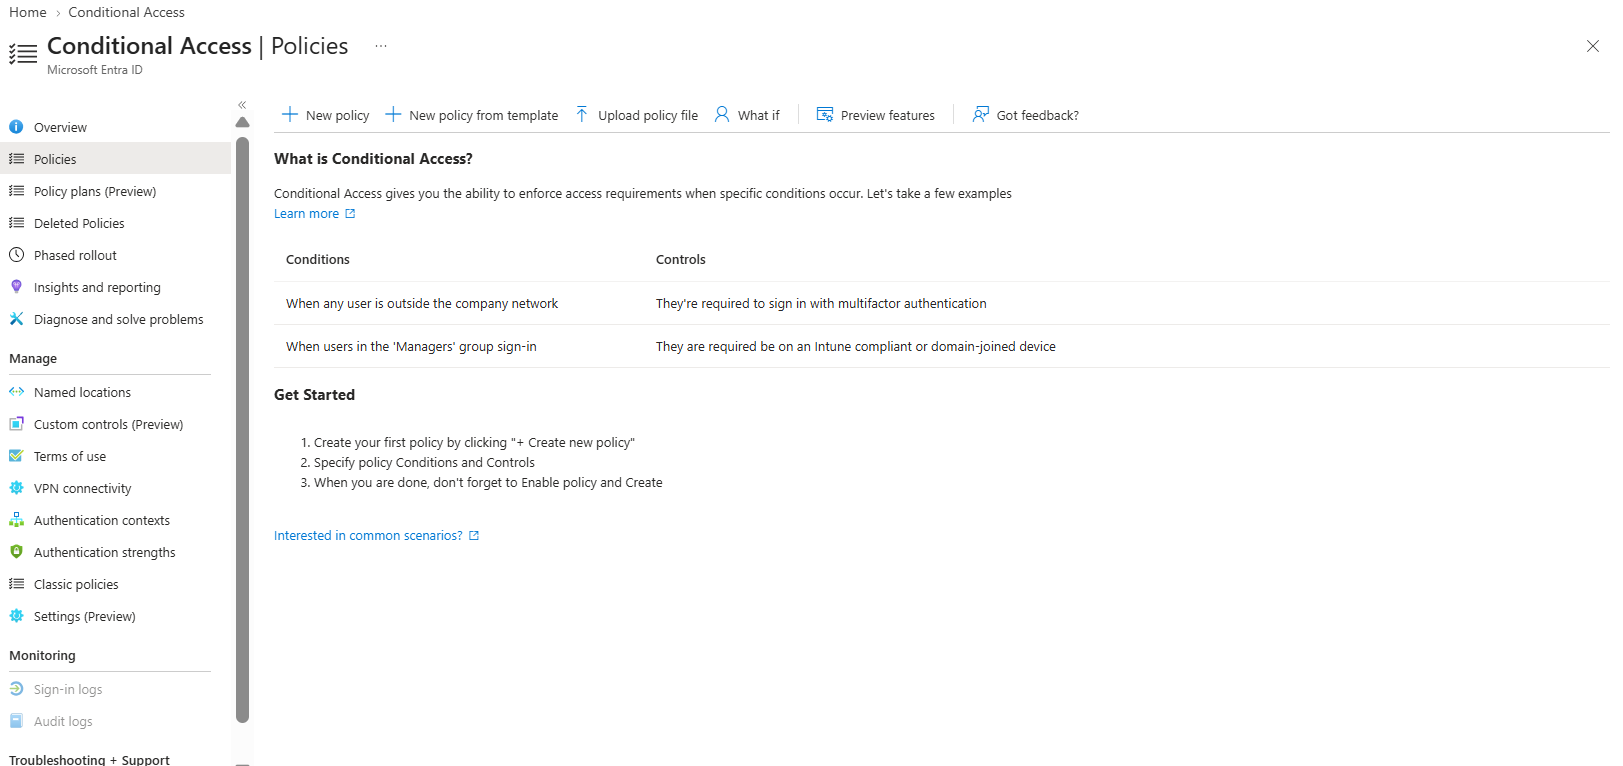 Home > Conditional Access
Conditional Access | Policies ...
Microsoft Entra ID
«
Overview
Policies
Policy plans (Preview)
Deleted Policies
Phased rollout
Insights and reporting
Diagnose and solve problems
Manage
Named locations
Custom controls (Preview)
Terms of use
VPN connectivity
Authentication contexts
Authentication strengths
Classic policies
Settings (Preview)
Monitoring
Sign-in logs
Audit logs
Troubleshooting + Support
New policy New policy from template Upload policy file What if Preview features Got feedback?
What is Conditional Access?
Conditional Access gives you the ability to enforce access requirements when specific conditions occur. Let's take a few examples
Learn more
Conditions Controls
When any user is outside the company network They're required to sign in with multifactor authentication
When users in the 'Managers' group sign-in They are required be on an Intune compliant or domain-joined device
Get Started
1. Create your first policy by clicking "+ Create new policy"
2. Specify policy Conditions and Controls
3. When you are done, don't forget to Enable policy and Create
Interested in common scenarios?